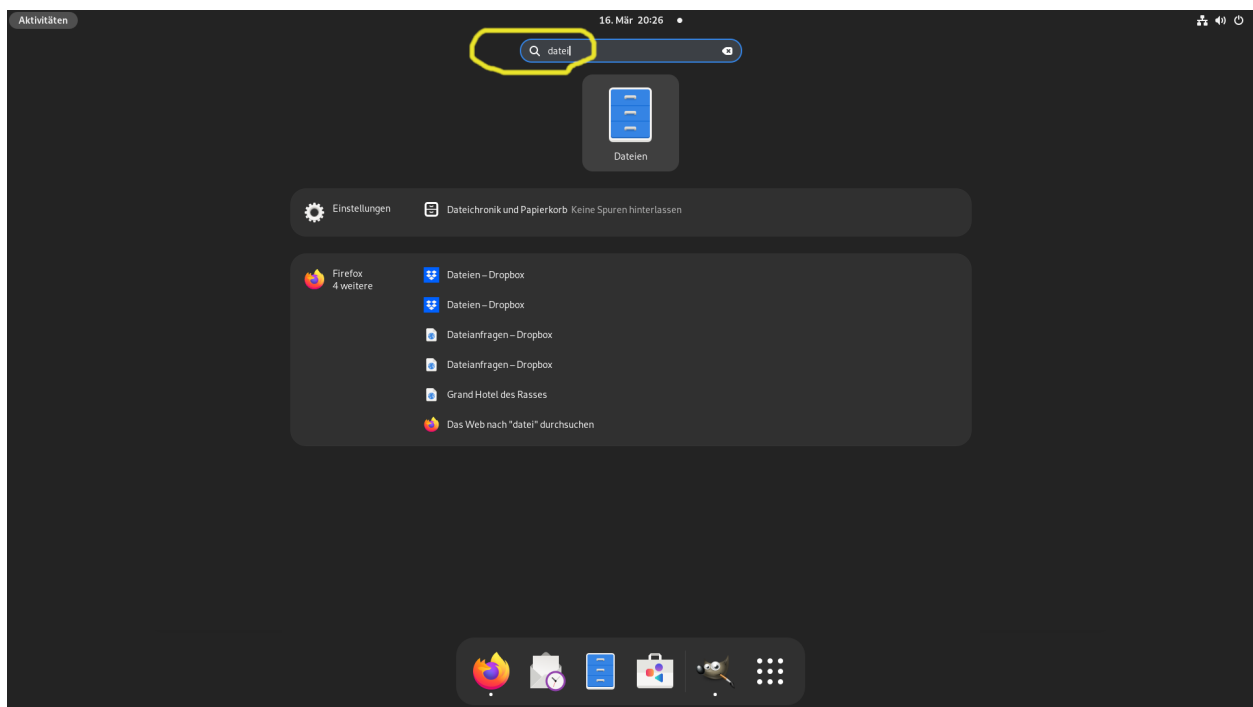 Aktivitäten
16. Mär 20:26
datei
Dateien
Einstellungen
Dateichronik und Papierkorb Keine Spuren hinterlassen
Firefox
4 weitere
Dateien – Dropbox
Dateien – Dropbox
Dateianfragen – Dropbox
Dateianfragen – Dropbox
Grand Hotel des Rasses
Das Web nach "datei" durchsuchen